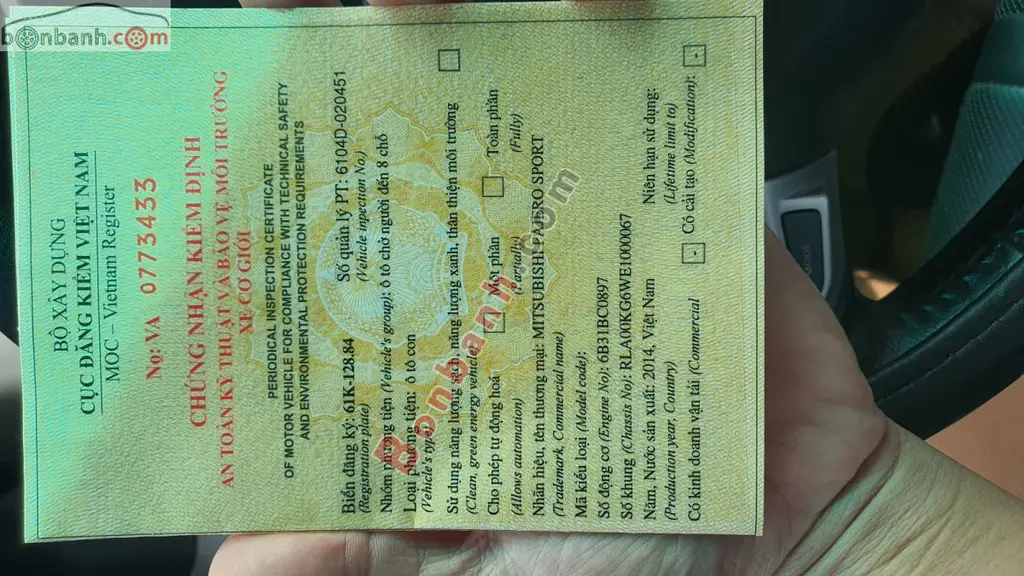 bonbanh.com
BỘ XÂY DỰNG
CỤC ĐĂNG KIỂM VIỆT NAM
MOC – Vietnam Register
No: VA 0773433
CHỨNG NHẬN KIỂM ĐỊNH
AN TOÀN KỸ THUẬT VÀ BẢO VỆ MÔI TRƯỜNG
XE CƠ GIỚI
PERIODICAL INSPECTION CERTIFICATE
OF MOTOR VEHICLE FOR COMPLIANCE WITH TECHNICAL SAFETY
AND ENVIRONMENTAL PROTECTION REQUIREMENTS
Biển đăng ký: 61K-128.84 Số quản lý PT: 6104D-020451
(Registration plate) (Vehicle inpection No)
Nhóm phương tiện (Vehicle's group): ô tô chở người đến 8 chỗ
Loại phương tiện: ô tô con
(Vehicle's type)
Sử dụng năng lượng sạch, năng lượng xanh, thân thiện môi trường
(Clean, green energy vehicle)
Cho phép tự động hoá Một phần Toàn phần
(Allows automation) (Partially) (Fully)
Nhãn hiệu, tên thương mại: MITSUBISHI PAJERO SPORT
(Trademark, Commercial name)
Mã kiểu loại (Model code):
Số động cơ (Engine No): 6B31BC0897
Số khung (Chassis No): RLA00KG6WE1000067
Năm, Nước sản xuất: 2014, Việt Nam Niên hạn sử dụng:
(Production year, Country) (Lifetime limit to)
Có kinh doanh vận tải (Commercial Có cải tạo (Modification):
Bonbanh.com